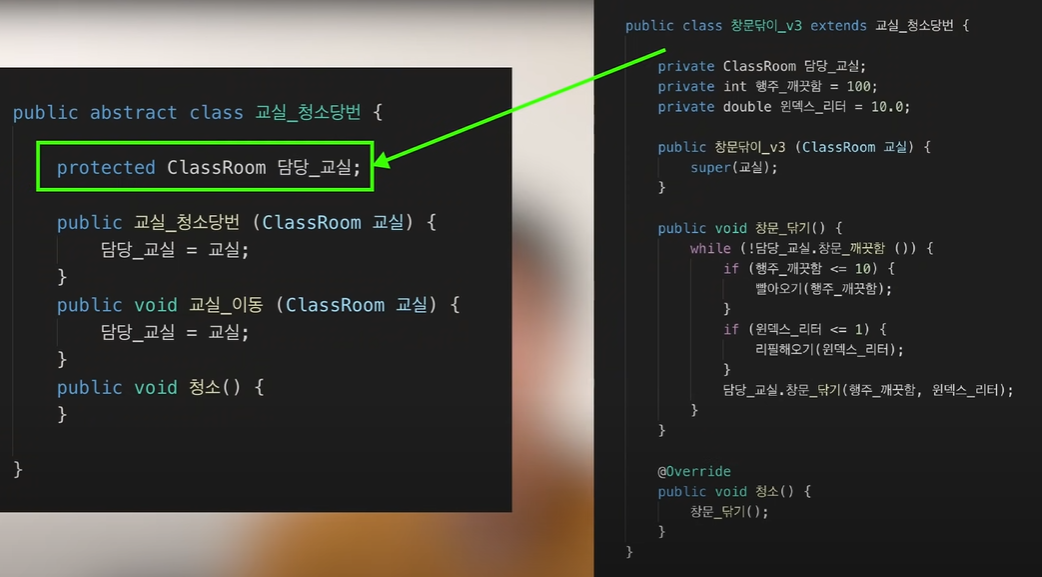 public abstract class 교실_청소당번 {
protected ClassRoom 담당_교실;
public 교실_청소당번 (ClassRoom 교실) {
담당_교실 = 교실;
}
public void 교실_이동 (ClassRoom 교실) {
담당_교실 = 교실;
}
public void 청소() {
}
}
public class 창문닦이_v3 extends 교실_청소당번 {
private ClassRoom 담당_교실;
private int 행주_깨끗함 = 100;
private double 윈덱스_리터 = 10.0;
public 창문닦이_v3 (ClassRoom 교실) {
super(교실);
}
public void 창문_닦기() {
while (!담당_교실.창문_깨끗함 ()) {
if (행주_깨끗함 <= 10) {
빨아오기(행주_깨끗함);
}
if (윈덱스_리터 <= 1) {
리필해오기(윈덱스_리터);
}
담당_교실.창문_닦기(행주_깨끗함, 윈덱스_리터);
}
}
@Override
public void 청소() {
창문_닦기();
}
}